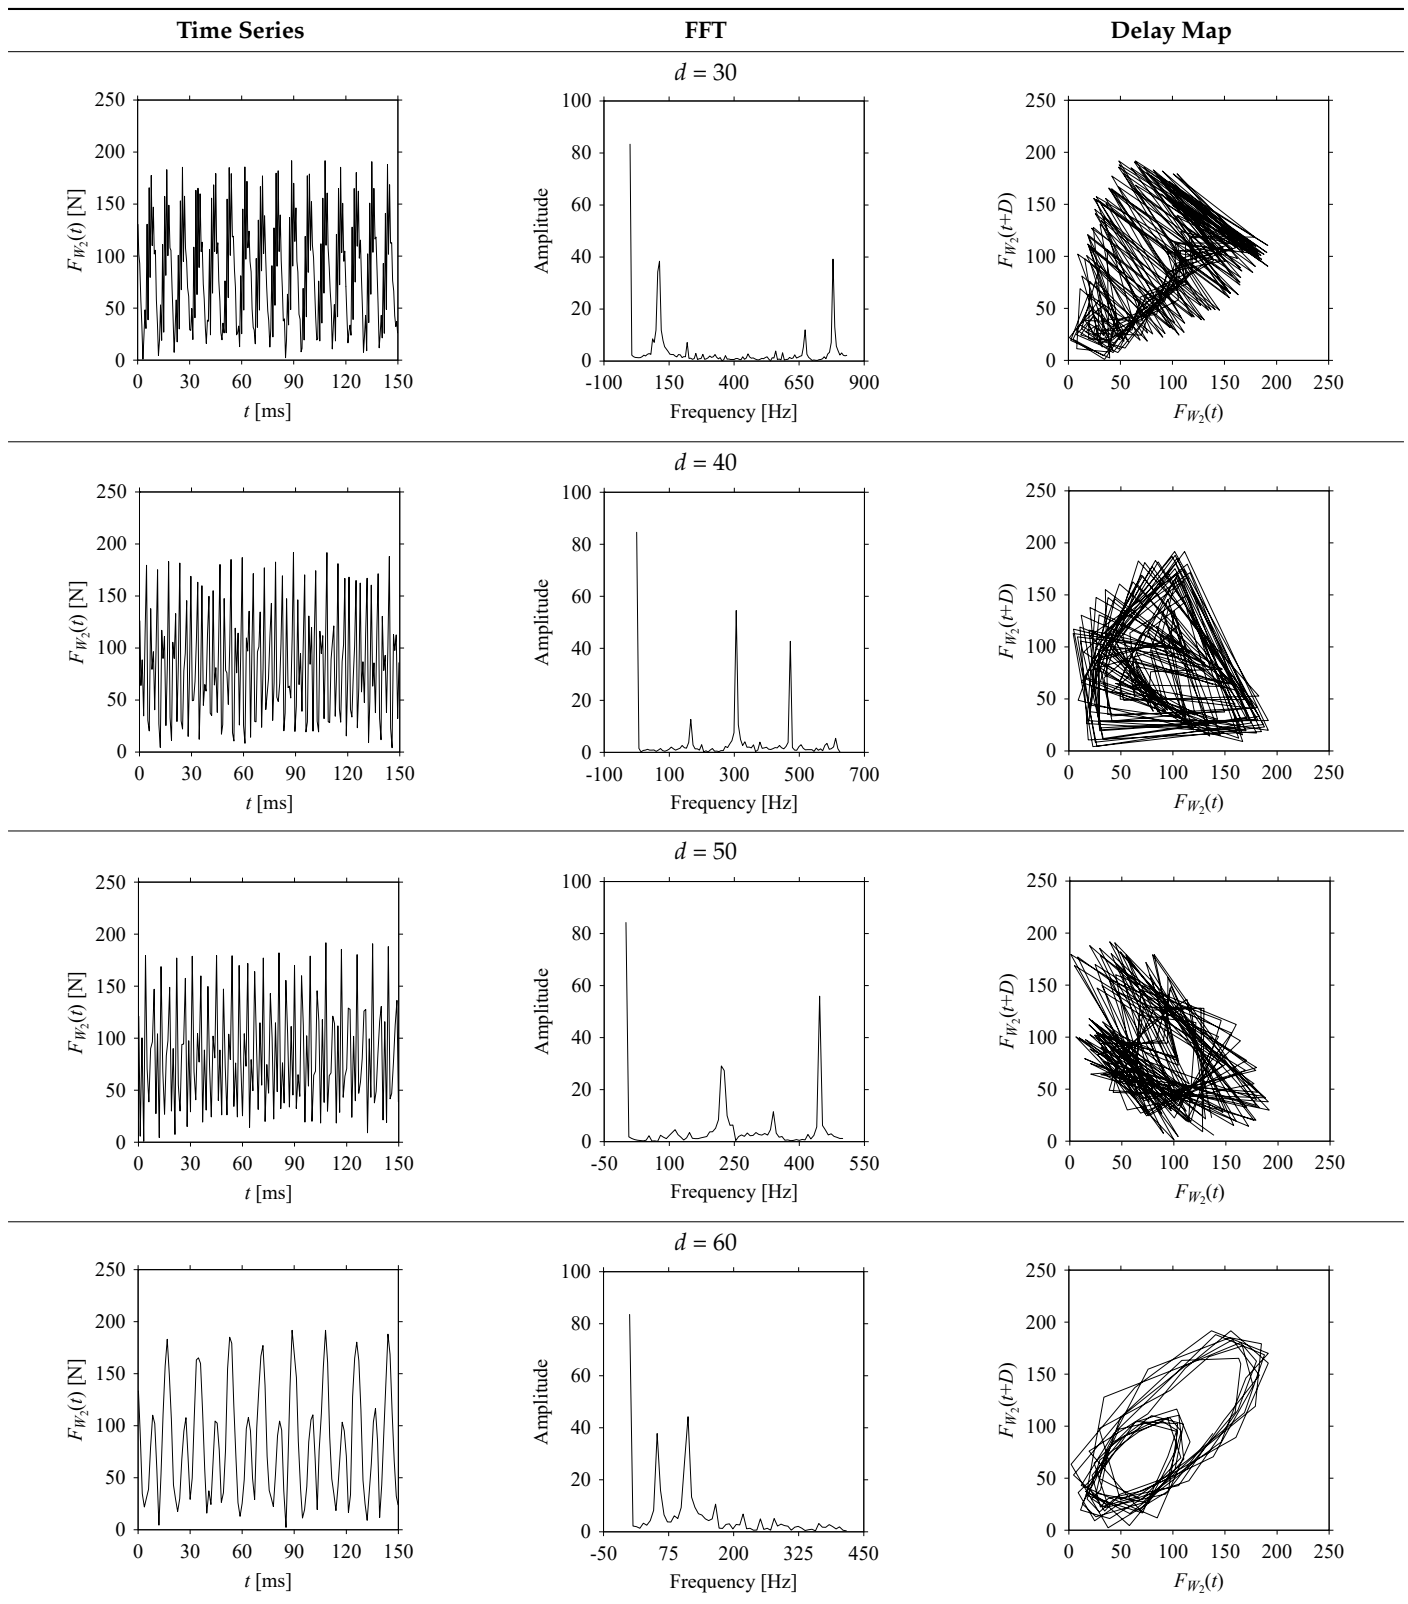 Time Series FFT Delay Map
d = 30
250
200
150
100
50
0
F_{W_2}(t) [N]
0 30 60 90 120 150
t [ms]
100
80
60
40
20
0
Amplitude
-100 150 400 650 900
Frequency [Hz]
250
200
150
100
50
0
F_{W_2}(t+D)
0 50 100 150 200 250
F_{W_2}(t)
d = 40
250
200
150
100
50
0
F_{W_2}(t) [N]
0 30 60 90 120 150
t [ms]
100
80
60
40
20
0
Amplitude
-100 100 300 500 700
Frequency [Hz]
250
200
150
100
50
0
F_{W_2}(t+D)
0 50 100 150 200 250
F_{W_2}(t)
d = 50
250
200
150
100
50
0
F_{W_2}(t) [N]
0 30 60 90 120 150
t [ms]
100
80
60
40
20
0
Amplitude
-50 100 250 400 550
Frequency [Hz]
250
200
150
100
50
0
F_{W_2}(t+D)
0 50 100 150 200 250
F_{W_2}(t)
d = 60
250
200
150
100
50
0
F_{W_2}(t) [N]
0 30 60 90 120 150
t [ms]
100
80
60
40
20
0
Amplitude
-50 75 200 325 450
Frequency [Hz]
250
200
150
100
50
0
F_{W_2}(t+D)
0 50 100 150 200 250
F_{W_2}(t)